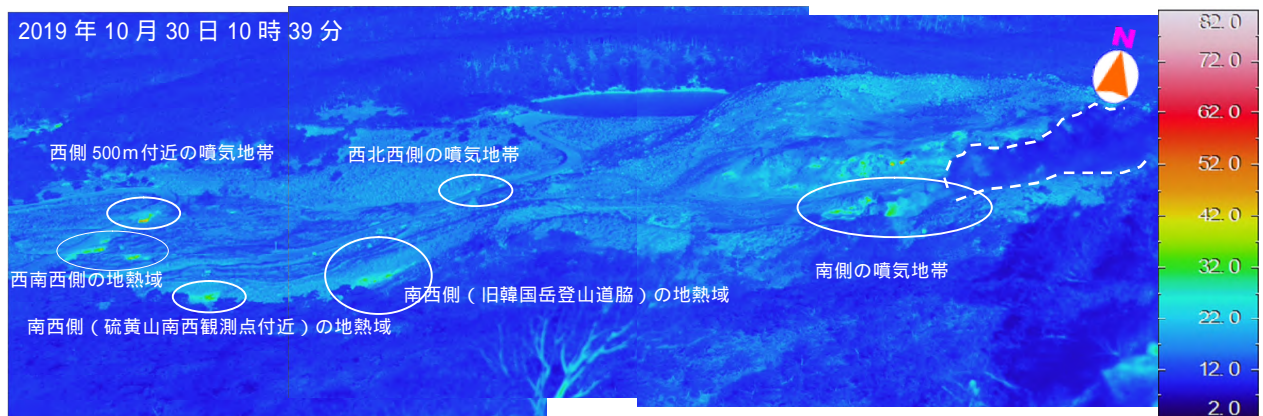 2019 年 10 月 30 日 10 時 39 分
N
西側 500m付近の噴気地帯
西北西側の噴気地帯
西南西側の地熱域
南西側（硫黄山南西観測点付近）の地熱域
南西側（旧韓国岳登山道脇）の地熱域
南側の噴気地帯
82.0
72.0
62.0
52.0
42.0
32.0
22.0
12.0
2.0